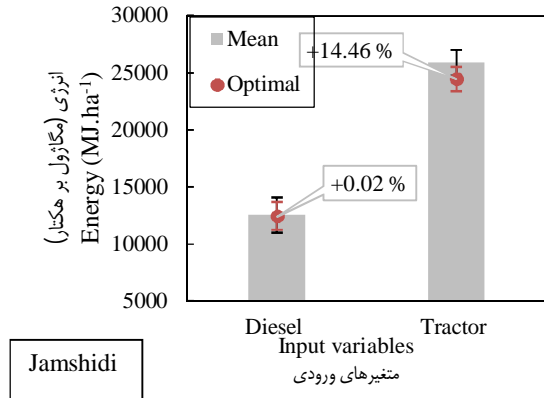 30000
25000
20000
15000
10000
5000
انرژی (مگاژول بر هکتار)
Energy (MJ.ha⁻¹)
Mean
Optimal
+14.46 %
+0.02 %
Diesel
Tractor
Input variables
متغیرهای ورودی
Jamshidi